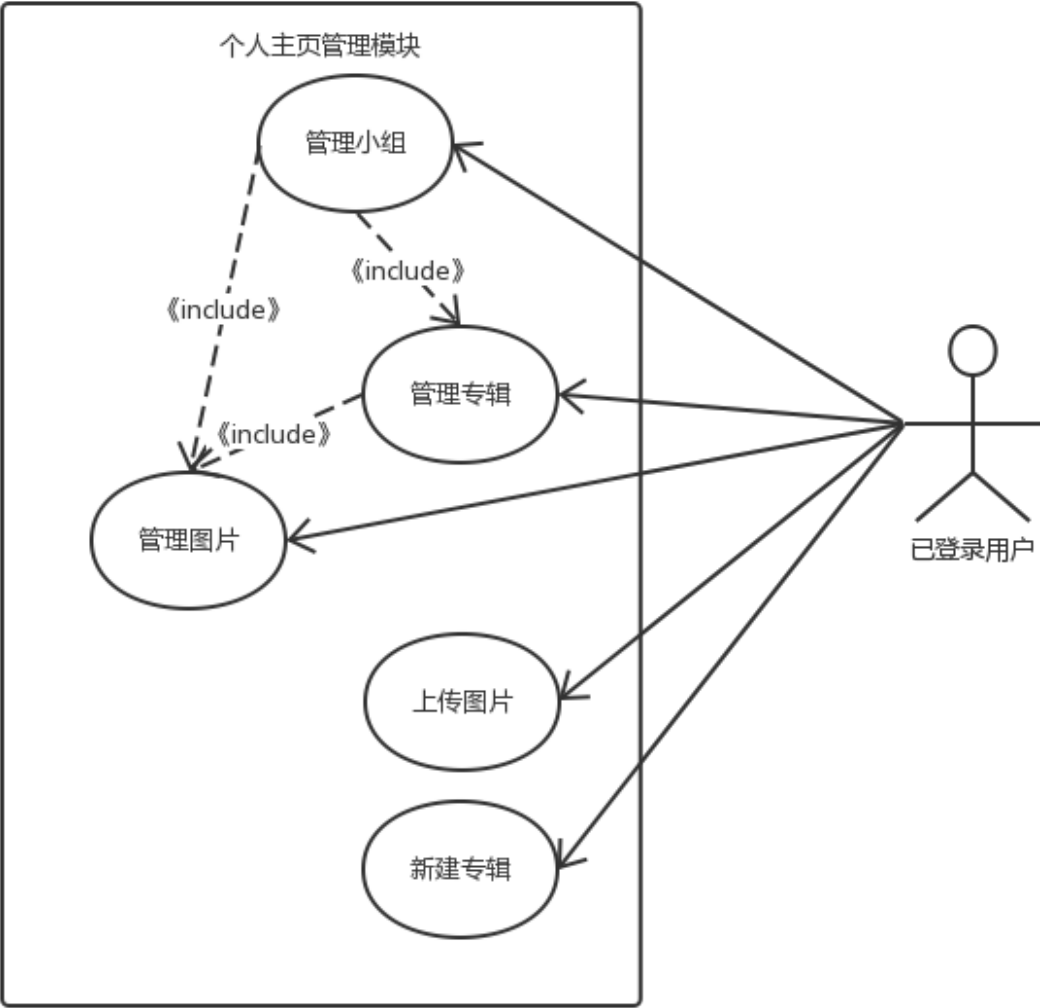 个人主页管理模块
管理小组
《include》
《include》
管理专辑
《include》
管理图片
已登录用户
上传图片
新建专辑